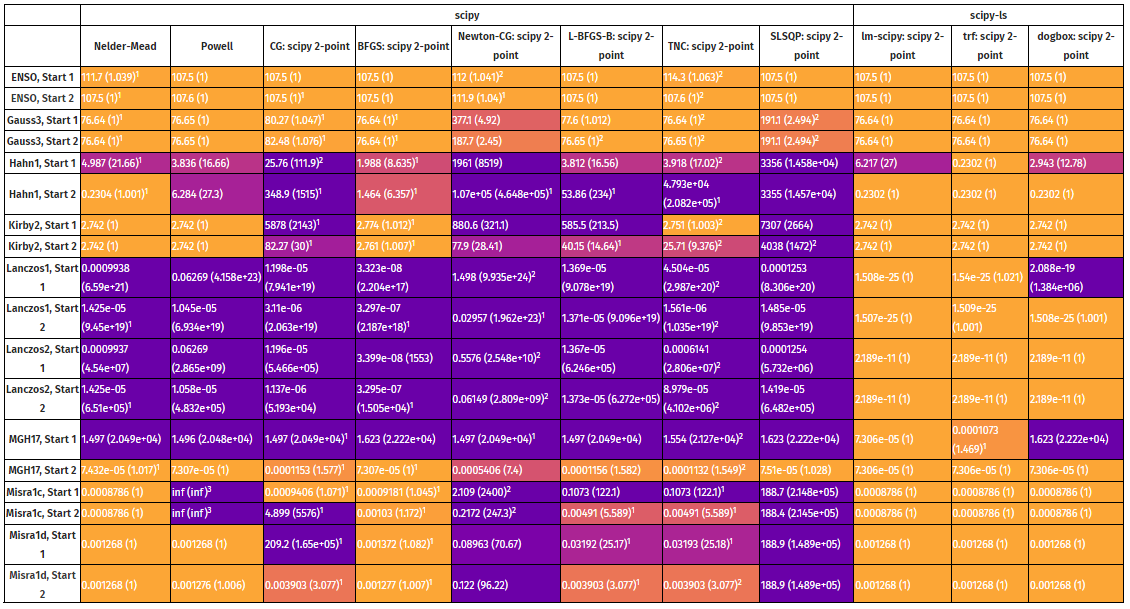 scipy scipy-ls
Nelder-Mead Powell CG: scipy 2-point BFGS: scipy 2-point Newton-CG: scipy 2-point L-BFGS-B: scipy 2-point TNC: scipy 2-point SLSQP: scipy 2-point lm-scipy: scipy 2-point trf: scipy 2-point dogbox: scipy 2-point
ENSO, Start 1 111.7 (1.039)¹ 107.5 (1) 107.5 (1) 107.5 (1) 112 (1.041)² 107.5 (1) 114.3 (1.063)² 107.5 (1) 107.5 (1) 107.5 (1) 107.5 (1)
ENSO, Start 2 107.5 (1)¹ 107.6 (1) 107.5 (1)¹ 107.5 (1) 111.9 (1.04)¹ 107.5 (1) 107.6 (1)² 107.5 (1) 107.5 (1) 107.5 (1) 107.5 (1)
Gauss3, Start 1 76.64 (1)¹ 76.65 (1) 80.27 (1.047)¹ 76.64 (1)¹ 377.1 (4.92) 77.6 (1.012) 76.64 (1)² 191.1 (2.494)² 76.64 (1) 76.64 (1) 76.64 (1)
Gauss3, Start 2 76.64 (1)¹ 76.65 (1) 82.48 (1.076)¹ 76.64 (1)¹ 187.7 (2.45) 76.65 (1)² 76.65 (1)² 191.1 (2.494)² 76.64 (1) 76.64 (1) 76.64 (1)
Hahn1, Start 1 4.987 (21.66)¹ 3.836 (16.66) 25.76 (111.9)² 1.988 (8.635)¹ 1961 (8519) 3.812 (16.56) 3.918 (17.02)² 3356 (1.458e+04) 6.217 (27) 0.2302 (1) 2.943 (12.78)
Hahn1, Start 2 0.2304 (1.001)¹ 6.284 (27.3) 348.9 (1515)¹ 1.464 (6.357)¹ 1.07e+05 (4.648e+05)¹ 53.86 (234)¹ 4.793e+04 (2.082e+05)¹ 3355 (1.457e+04) 0.2302 (1) 0.2302 (1) 0.2302 (1)
Kirby2, Start 1 2.742 (1) 2.742 (1) 5878 (2143)¹ 2.774 (1.012)¹ 880.6 (321.1) 585.5 (213.5) 2.751 (1.003)² 7307 (2664) 2.742 (1) 2.742 (1) 2.742 (1)
Kirby2, Start 2 2.742 (1) 2.742 (1) 82.27 (30)¹ 2.761 (1.007)¹ 77.9 (28.41) 40.15 (14.64)¹ 25.71 (9.376)² 4038 (1472)² 2.742 (1) 2.742 (1) 2.742 (1)
Lanczos1, Start 1 0.0009938 (6.59e+21) 0.06269 (4.158e+23) 1.198e-05 (7.941e+19) 3.323e-08 (2.204e+17) 1.498 (9.935e+24)² 1.369e-05 (9.078e+19) 4.504e-05 (2.987e+20)² 0.0001253 (8.306e+20) 1.508e-25 (1) 1.54e-25 (1.021) 2.088e-19 (1.384e+06)
Lanczos1, Start 2 1.425e-05 (9.45e+19)¹ 1.045e-05 (6.934e+19) 3.11e-06 (2.063e+19) 3.297e-07 (2.187e+18)¹ 0.02957 (1.962e+23)¹ 1.371e-05 (9.096e+19) 1.561e-06 (1.035e+19)² 1.485e-05 (9.853e+19) 1.507e-25 (1) 1.509e-25 (1.001) 1.508e-25 (1.001)
Lanczos2, Start 1 0.0009937 (4.54e+07) 0.06269 (2.865e+09) 1.196e-05 (5.466e+05) 3.399e-08 (1553) 0.5576 (2.548e+10)² 1.367e-05 (6.246e+05) 0.0006141 (2.806e+07)² 0.0001254 (5.732e+06) 2.189e-11 (1) 2.189e-11 (1) 2.189e-11 (1)
Lanczos2, Start 2 1.425e-05 (6.51e+05)¹ 1.058e-05 (4.832e+05) 1.137e-06 (5.193e+04) 3.295e-07 (1.505e+04)¹ 0.06149 (2.809e+09)² 1.373e-05 (6.272e+05) 8.979e-05 (4.102e+06)² 1.419e-05 (6.482e+05) 2.189e-11 (1) 2.189e-11 (1) 2.189e-11 (1)
MGH17, Start 1 1.497 (2.049e+04) 1.496 (2.048e+04) 1.497 (2.049e+04)¹ 1.623 (2.222e+04) 1.497 (2.049e+04)¹ 1.497 (2.049e+04) 1.554 (2.127e+04)² 1.623 (2.222e+04) 7.306e-05 (1) 0.0001073 (1.469)¹ 1.623 (2.222e+04)
MGH17, Start 2 7.432e-05 (1.017)¹ 7.307e-05 (1) 0.0001153 (1.577)¹ 7.307e-05 (1)¹ 0.0005406 (7.4) 0.0001156 (1.582) 0.0001132 (1.549)² 7.51e-05 (1.028) 7.306e-05 (1) 7.306e-05 (1) 7.306e-05 (1)
Misra1c, Start 1 0.0008786 (1) inf (inf)³ 0.0009406 (1.071)¹ 0.0009181 (1.045)¹ 2.109 (2400)² 0.1073 (122.1) 0.1073 (122.1)¹ 188.7 (2.148e+05) 0.0008786 (1) 0.0008786 (1) 0.0008786 (1)
Misra1c, Start 2 0.0008786 (1) inf (inf)³ 4.899 (5576)¹ 0.00103 (1.172)¹ 0.2172 (247.3)² 0.00491 (5.589)¹ 0.00491 (5.589)¹ 188.4 (2.145e+05) 0.0008786 (1) 0.0008786 (1) 0.0008786 (1)
Misra1d, Start 1 0.001268 (1) 0.001268 (1) 209.2 (1.65e+05)¹ 0.001372 (1.082)¹ 0.08963 (70.67) 0.03192 (25.17)¹ 0.03193 (25.18)¹ 188.9 (1.489e+05) 0.001268 (1) 0.001268 (1) 0.001268 (1)
Misra1d, Start 2 0.001268 (1) 0.001276 (1.006) 0.003903 (3.077)¹ 0.001277 (1.007)¹ 0.122 (96.22) 0.003903 (3.077)¹ 0.003903 (3.077)² 188.9 (1.489e+05) 0.001268 (1) 0.001268 (1) 0.001268 (1)